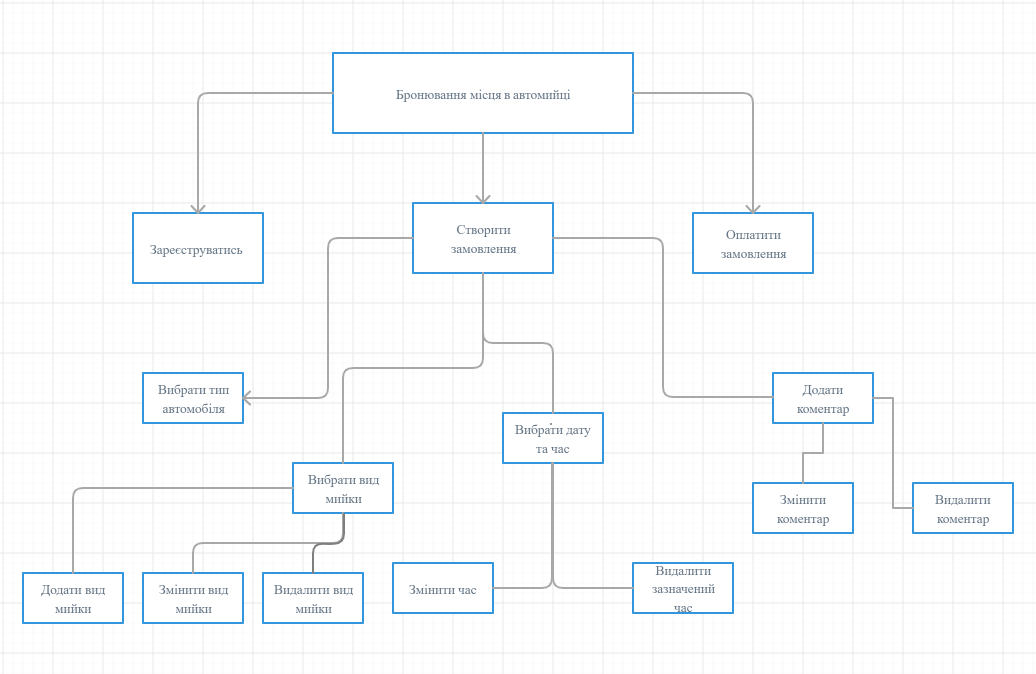 Бронювання місця в автомийці
Зареєструватись
Створити
замовлення
Оплатити
замовлення
Вибрати тип
автомобіля
Додати
коментар
Вибрати дату
та час
Вибрати вид
мийки
Змінити
коментар
Видалити
коментар
Додати вид
мийки
Змінити вид
мийки
Видалити вид
мийки
Змінити час
Видалити
зазначений
час